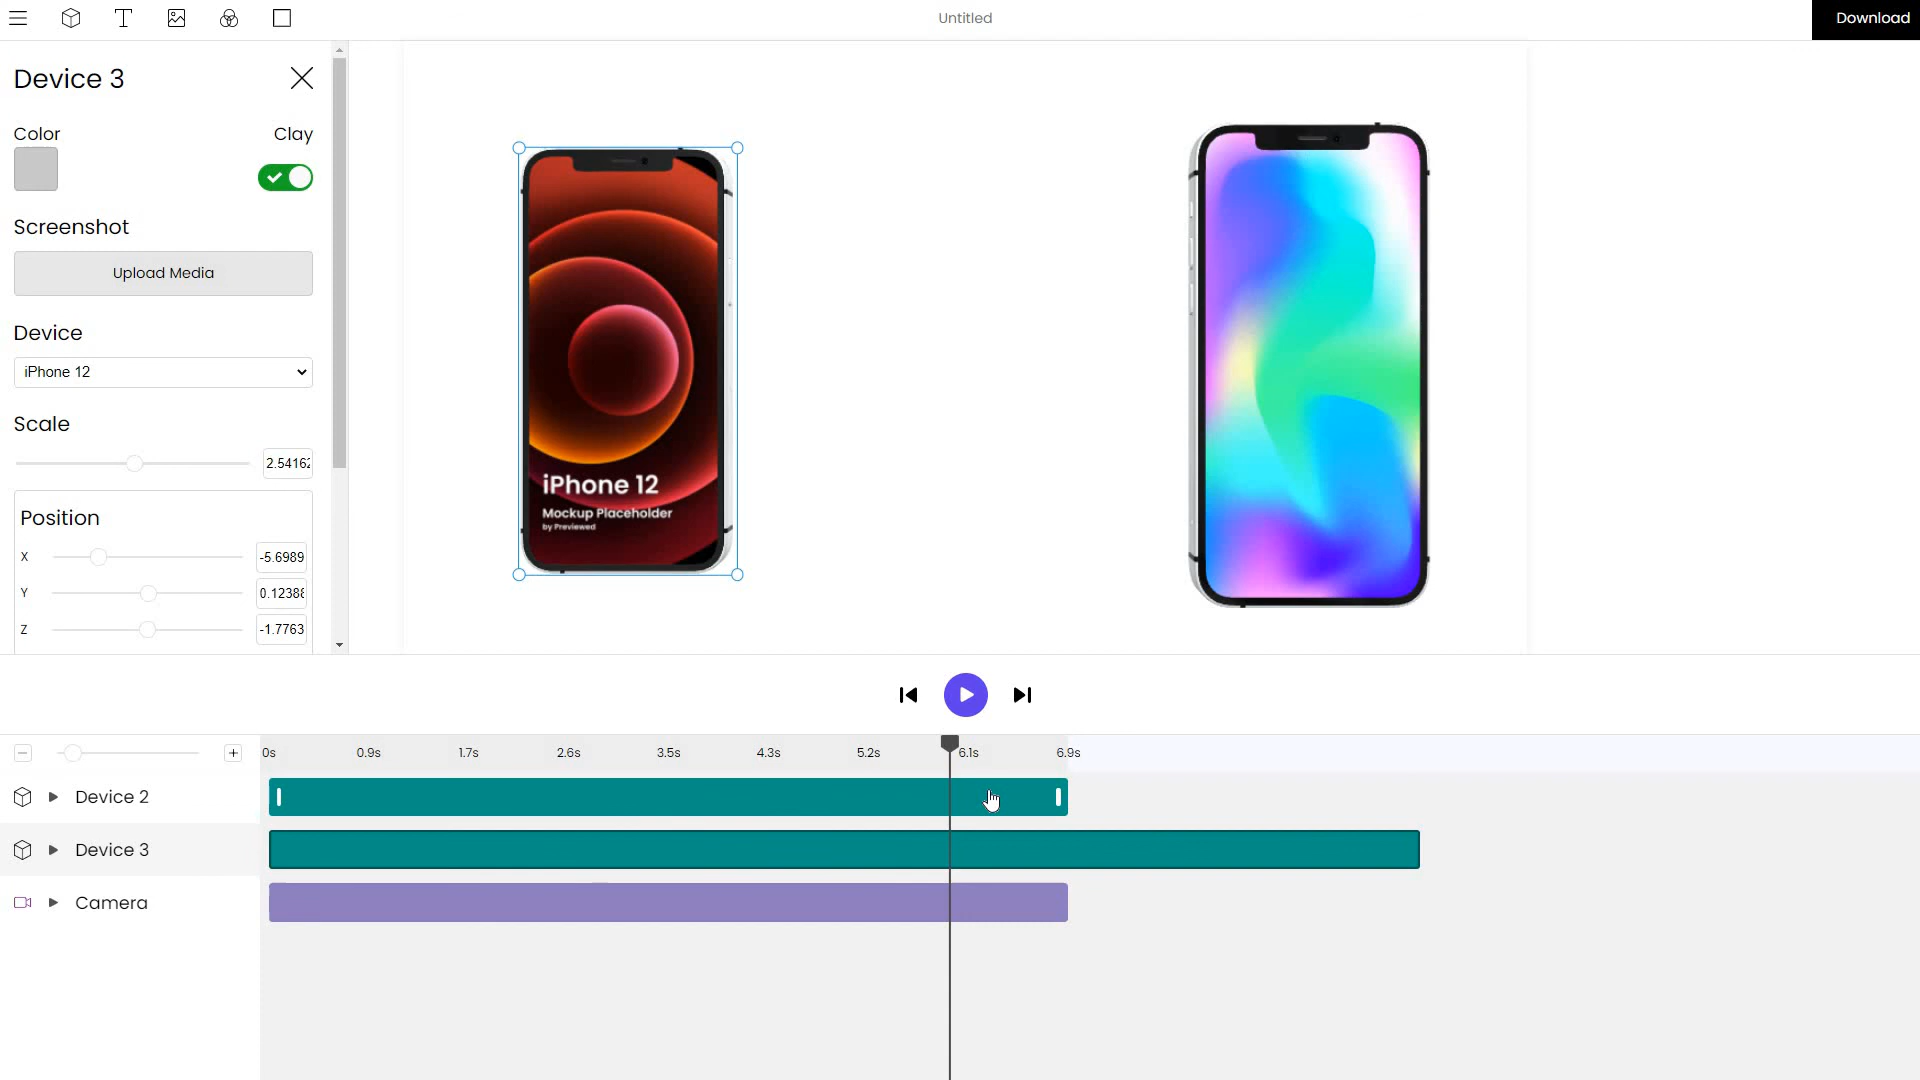 Untitled
Download
Device 3
Color
Clay
Screenshot
Upload Media
Device
iPhone 12
Scale
2.54162
Position
X
-5.6989
Y
0.12388
Z
-1.7763
iPhone 12
Mockup Placeholder
by Previewed
0s
0.9s
1.7s
2.6s
3.5s
4.3s
5.2s
6.1s
6.9s
Device 2
Device 3
Camera